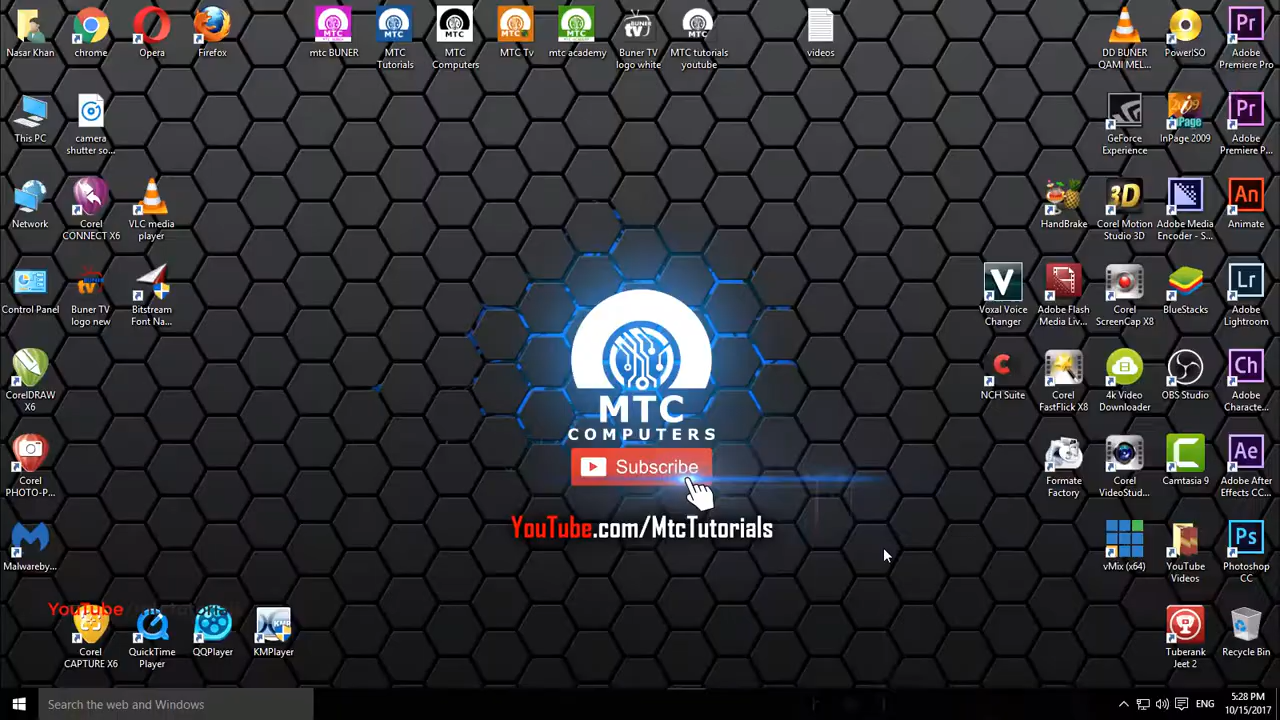 Nasar Khan
chrome
Opera
Firefox
mtc BUNER
MTC
Tutorials
MTC
Computers
MTC Tv
mtc academy
Buner TV
logo white
MTC tutorials
youtube
videos
DD BUNER
QAMI MEL...
PowerISO
Adobe
Premiere Pro
This PC
camera
shutter so...
GeForce
Experience
InPage 2009
Adobe
Premiere P...
Network
Corel
CONNECT X6
VLC media
player
HandBrake
Corel Motion
Studio 3D
Adobe Media
Encoder - S...
Animate
Control Panel
Buner TV
logo new
Bitstream
Font Na...
Voxal Voice
Changer
Adobe Flash
Media Liv...
Corel
ScreenCap X8
BlueStacks
Adobe
Lightroom
CorelDRAW
X6
NCH Suite
Corel
FastFlick X8
4k Video
Downloader
OBS Studio
Adobe
Characte...
MTC
COMPUTERS
Subscribe
YouTube.com/MtcTutorials
Corel
PHOTO-P...
Formate
Factory
Corel
VideoStud...
Camtasia 9
Adobe After
Effects CC...
Malwareby...
vMix (x64)
YouTube
Videos
Photoshop
CC
YouTube/mtctutorials
Corel
CAPTURE X6
QuickTime
Player
QQPlayer
KMPlayer
Tuberank
Jeet 2
Recycle Bin
Search the web and Windows
ENG
5:28 PM
10/15/2017